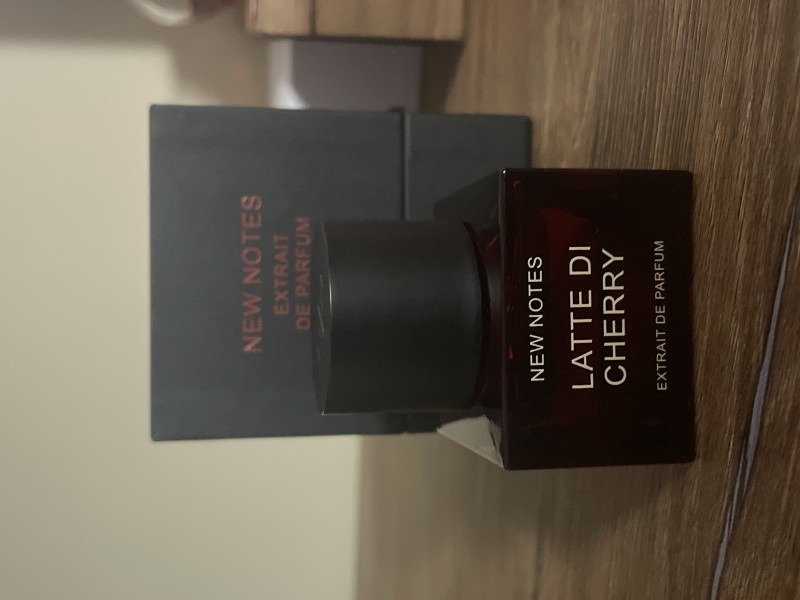 NEW NOTES
EXTRAIT
DE PARFUM
NEW NOTES
LATTE DI
CHERRY
EXTRAIT DE PARFUM